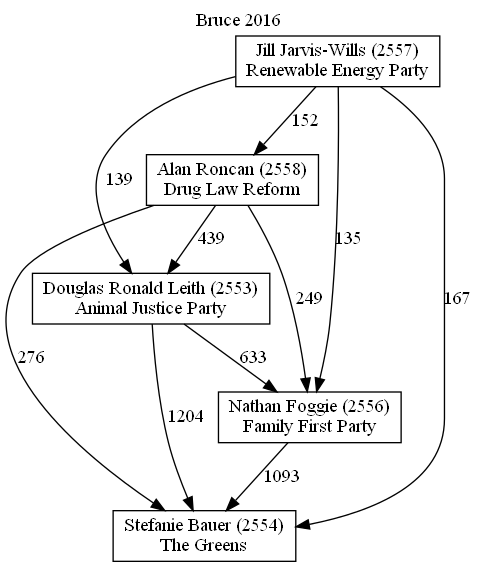 Bruce 2016
Jill Jarvis-Wills (2557)
Renewable Energy Party
152
Alan Roncan (2558)
Drug Law Reform
139
439
135
Douglas Ronald Leith (2553)
Animal Justice Party
249
167
276
633
Nathan Foggie (2556)
Family First Party
1204
1093
Stefanie Bauer (2554)
The Greens